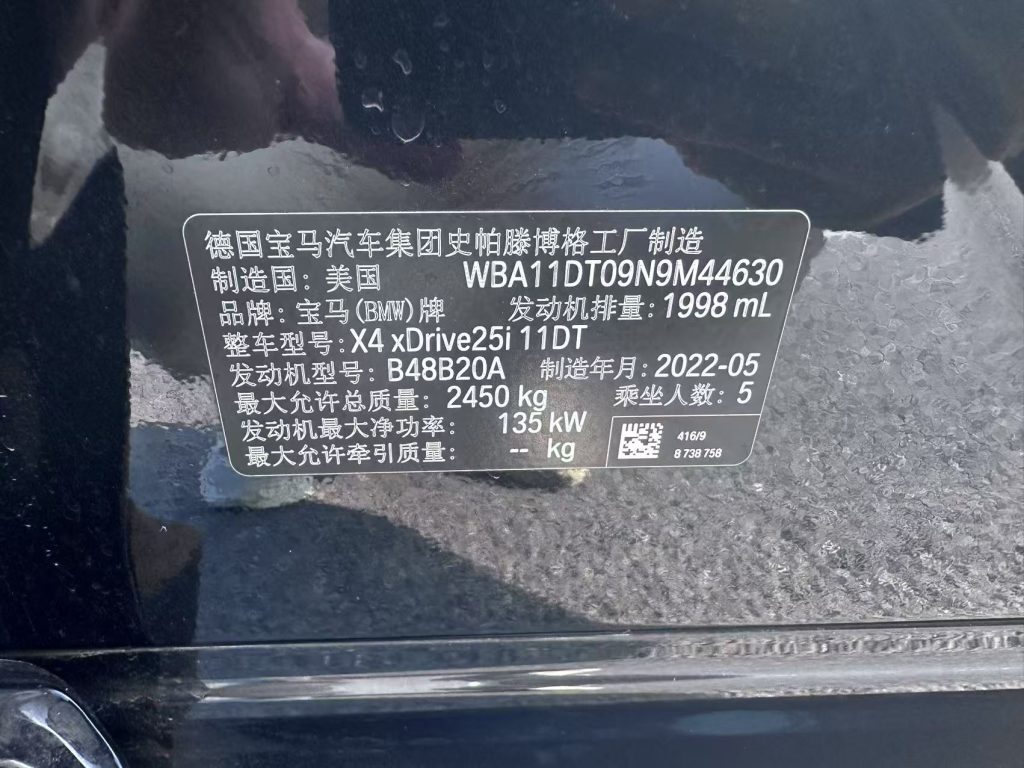 德国宝马汽车集团史帕滕博格工厂制造
制造国：美国 WBA11DT09N9M44630
品牌：宝马(BMW)牌 发动机排量：1998 mL
整车型号：X4 xDrive25i 11DT
发动机型号：B48B20A 制造年月：2022-05
最大允许总质量：2450 kg 乘坐人数：5
发动机最大净功率：135 kW
最大允许牵引质量：-- kg
416/9
8 738 758